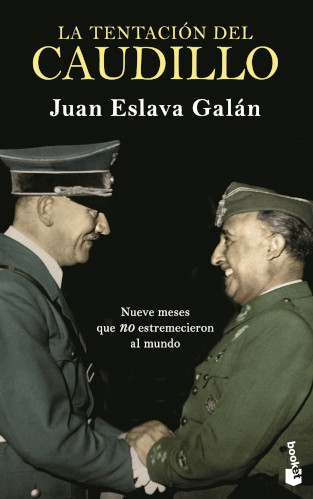 LA TENTACIÓN DEL
CAUDILLO
Juan Eslava Galán
Nueve meses
que no estremecieron
al mundo
booket